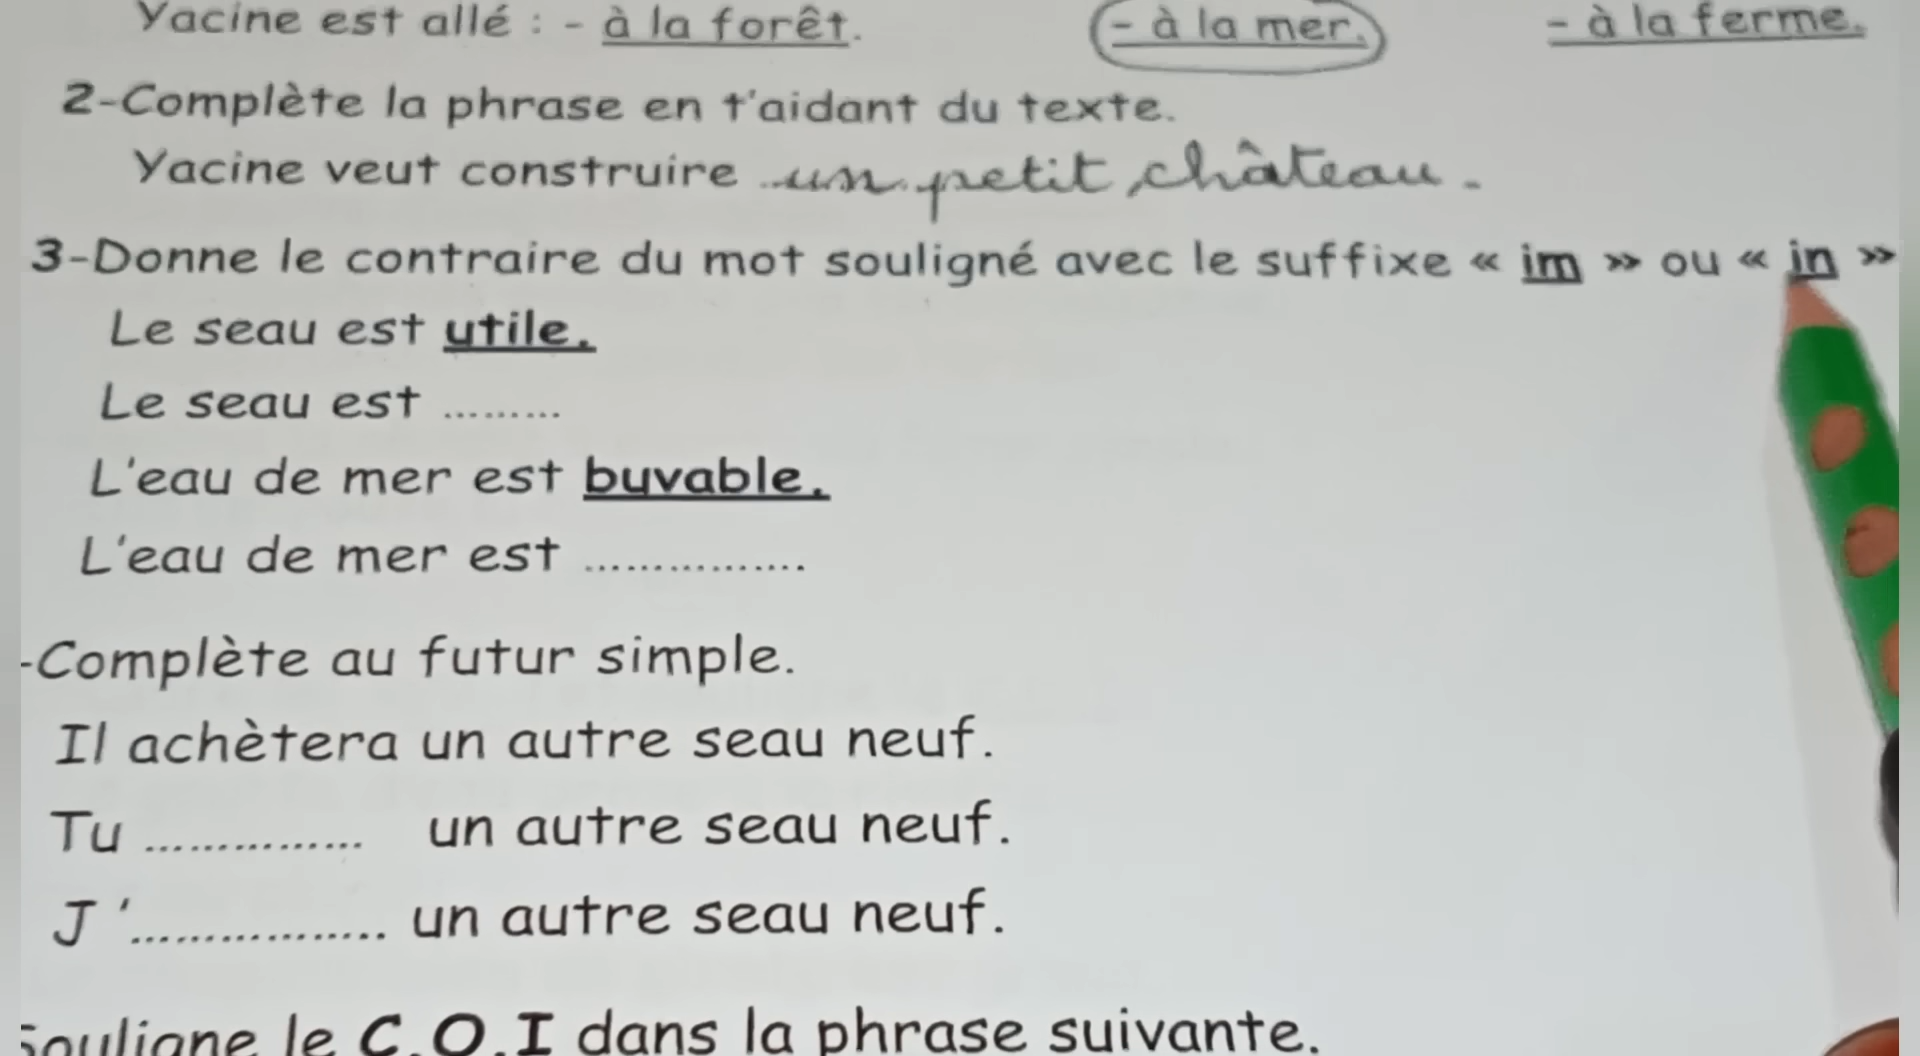 Yacine est allé : - à la forêt. - à la mer. - à la ferme.
2-Complète la phrase en t'aidant du texte.
Yacine veut construire un petit château.
3-Donne le contraire du mot souligné avec le suffixe « im » ou « in »
Le seau est utile.
Le seau est .........
L'eau de mer est buvable.
L'eau de mer est ................
-Complète au futur simple.
Il achètera un autre seau neuf.
Tu ............... un autre seau neuf.
J '................. un autre seau neuf.
Souligne le C.O.I dans la phrase suivante.